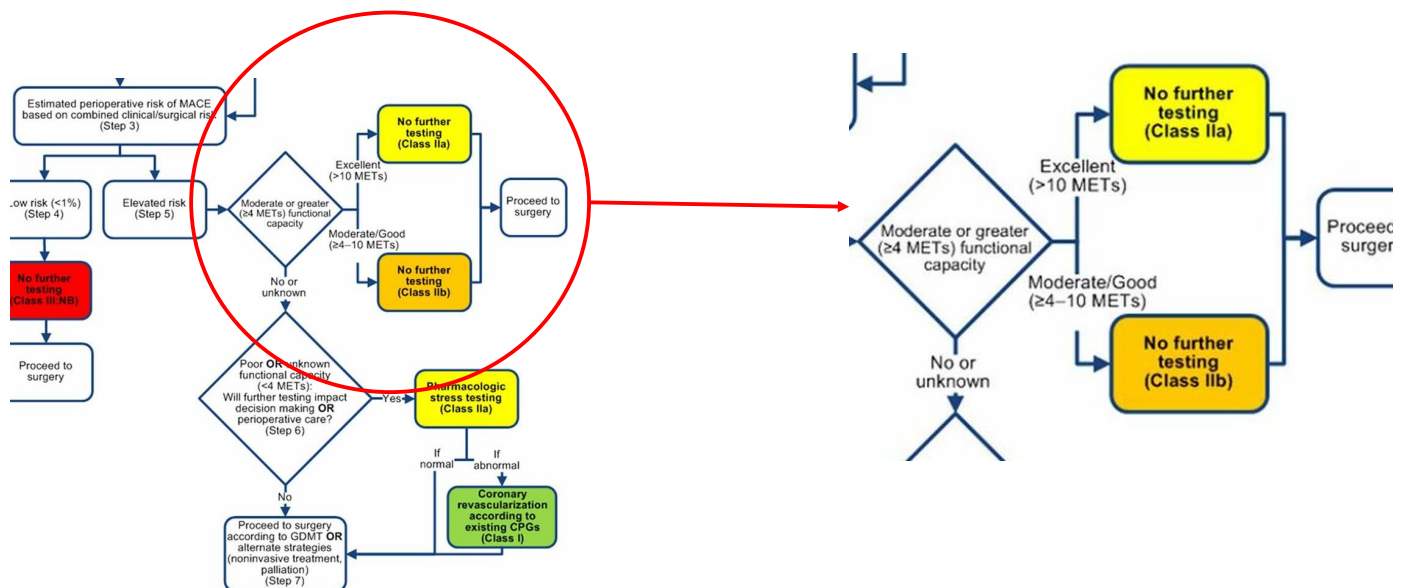 Estimated perioperative risk of MACE
based on combined clinical/surgical risk
(Step 3)
Low risk (<1%)
(Step 4)
Elevated risk
(Step 5)
No further
testing
(Class III:NB)
Proceed to
surgery
Moderate or greater
(≥4 METs) functional
capacity
Excellent
(>10 METs)
No further
testing
(Class IIa)
Moderate/Good
(≥4–10 METs)
No further
testing
(Class IIb)
Proceed to
surgery
No or
unknown
Poor OR unknown
functional capacity
(<4 METs):
Will further testing impact
decision making OR
perioperative care?
(Step 6)
Yes
Pharmacologic
stress testing
(Class IIa)
If
normal
If
abnormal
Coronary
revascularization
according to
existing CPGs
(Class I)
No
Proceed to surgery
according to GDMT OR
alternate strategies
(noninvasive treatment,
palliation)
(Step 7)
Moderate or greater
(≥4 METs) functional
capacity
Excellent
(>10 METs)
No further
testing
(Class IIa)
Moderate/Good
(≥4–10 METs)
No further
testing
(Class IIb)
Proceed
surger
No or
unknown